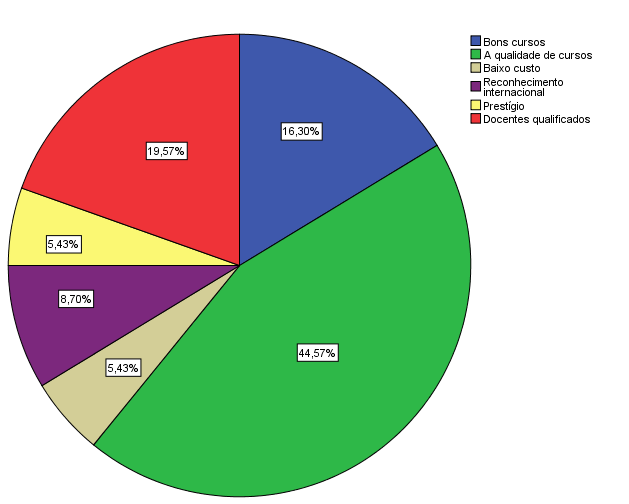 Bons cursos
A qualidade de cursos
Baixo custo
Reconhecimento
internacional
Prestígio
Docentes qualificados
16,30%
19,57%
5,43%
8,70%
5,43%
44,57%